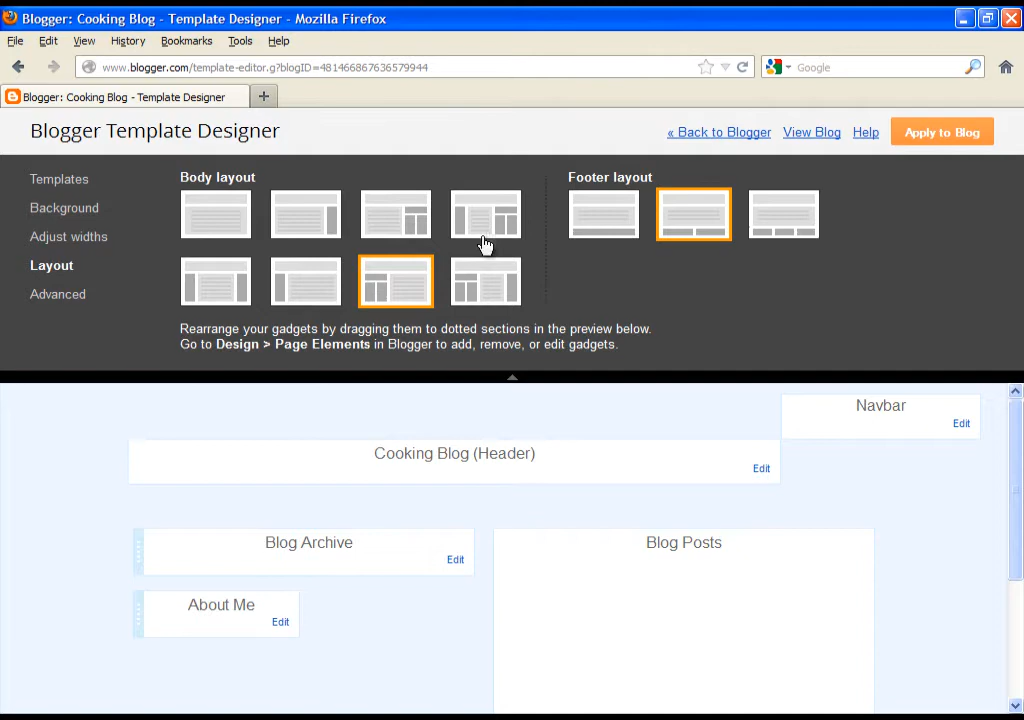 Blogger: Cooking Blog - Template Designer - Mozilla Firefox
File Edit View History Bookmarks Tools Help
www.blogger.com/template-editor.g?blogID=481466867636579944
Google
Blogger: Cooking Blog - Template Designer
Blogger Template Designer
« Back to Blogger View Blog Help Apply to Blog
Templates
Background
Adjust widths
Layout
Advanced
Body layout
Footer layout
Rearrange your gadgets by dragging them to dotted sections in the preview below.
Go to Design > Page Elements in Blogger to add, remove, or edit gadgets.
Navbar
Edit
Cooking Blog (Header)
Edit
Blog Archive
Edit
Blog Posts
About Me
Edit